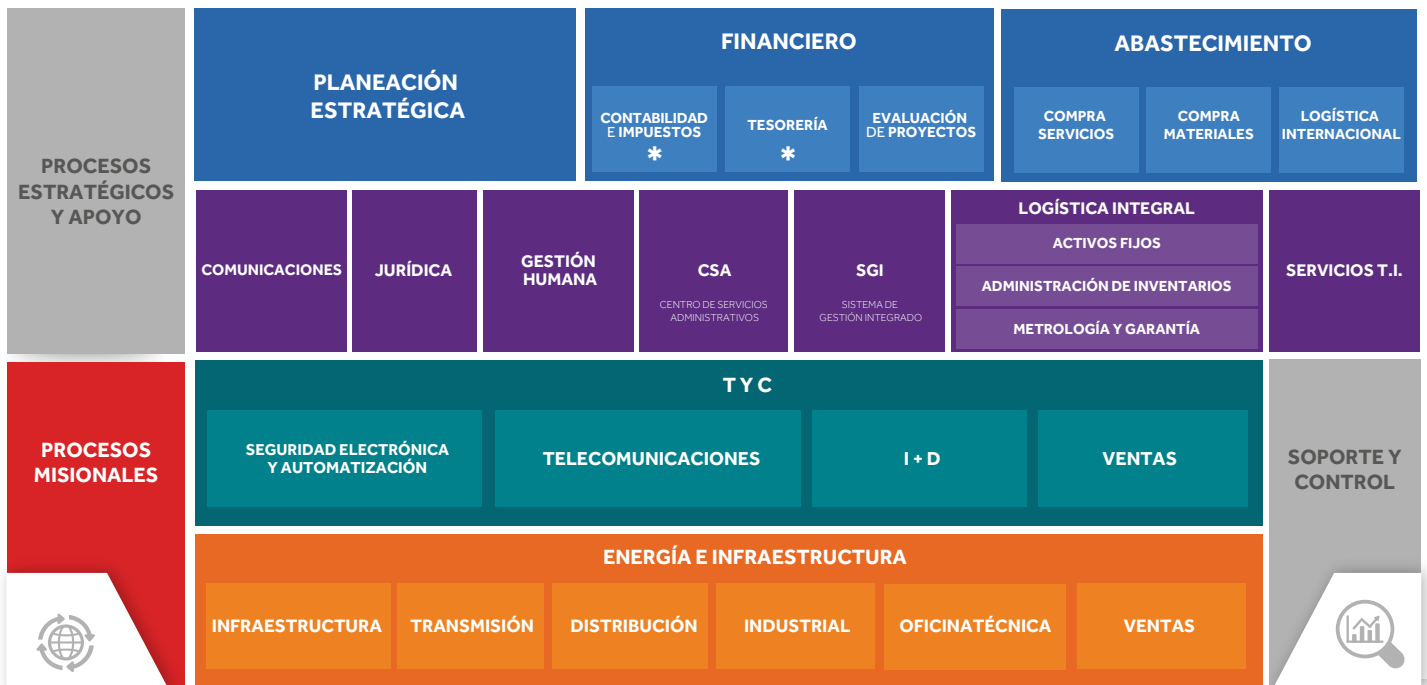 PROCESOS
ESTRATÉGICOS
Y APOYO
PLANEACIÓN
ESTRATÉGICA
FINANCIERO
CONTABILIDAD
E IMPUESTOS
*
TESORERÍA
*
EVALUACIÓN
DE PROYECTOS
ABASTECIMIENTO
COMPRA
SERVICIOS
COMPRA
MATERIALES
LOGÍSTICA
INTERNACIONAL
COMUNICACIONES
JURÍDICA
GESTIÓN
HUMANA
CSA
CENTRO DE SERVICIOS
ADMINISTRATIVOS
SGI
SISTEMA DE
GESTIÓN INTEGRADO
LOGÍSTICA INTEGRAL
ACTIVOS FIJOS
ADMINISTRACIÓN DE INVENTARIOS
METROLOGÍA Y GARANTÍA
SERVICIOS T.I.
PROCESOS
MISIONALES
T Y C
SEGURIDAD ELECTRÓNICA
Y AUTOMATIZACIÓN
TELECOMUNICACIONES
I + D
VENTAS
SOPORTE Y
CONTROL
ENERGÍA E INFRAESTRUCTURA
INFRAESTRUCTURA
TRANSMISIÓN
DISTRIBUCIÓN
INDUSTRIAL
OFICINATÉCNICA
VENTAS